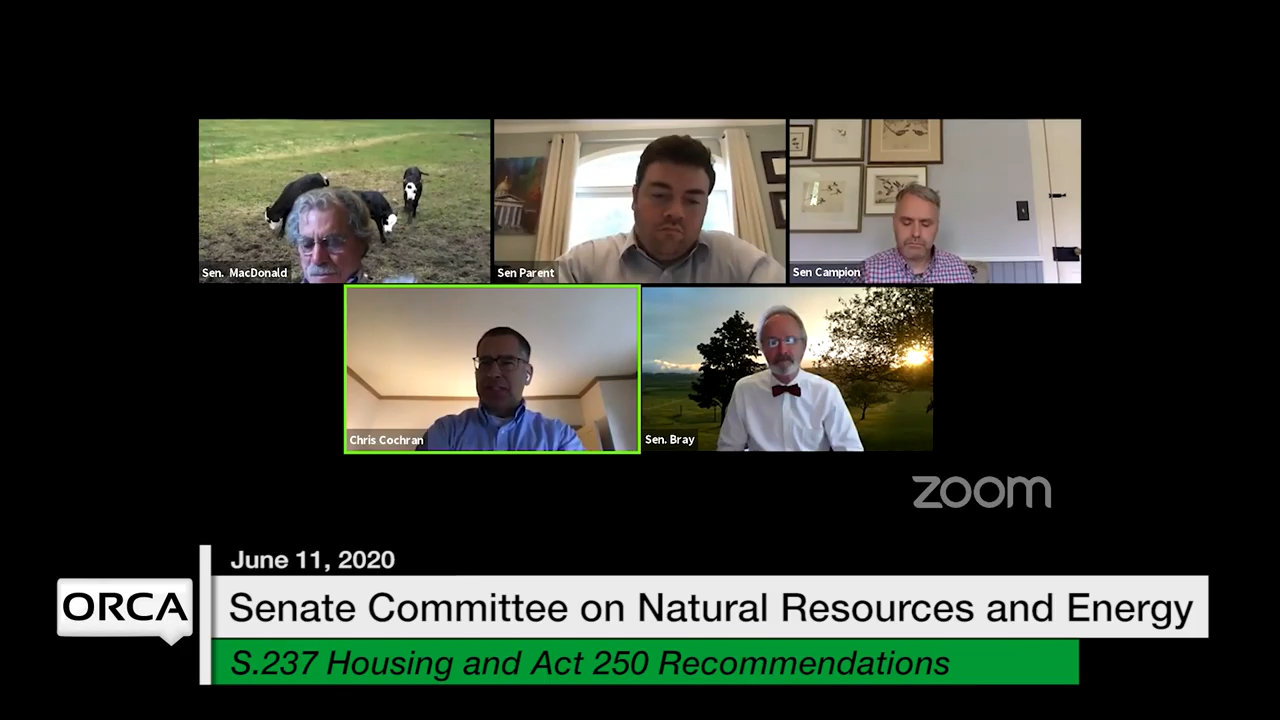 Sen. MacDonald
Sen Parent
Sen Campion
Chris Cochran
Sen. Bray
zoom
June 11, 2020
ORCA
Senate Committee on Natural Resources and Energy
S.237 Housing and Act 250 Recommendations